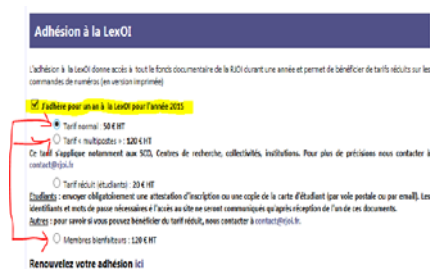 Adhésion à la LexOI
L'adhésion à la LexOI donne accès à tout le fonds documentaire de la RJOI durant une année et permet de bénéficier de tarifs réduits sur les
commandes de numéros (en version imprimée)
J'adhère pour un an à la LexOI pour l'année 2015
Tarif normal : 50 € HT
Tarif « multipostes » : 120 € HT
Ce tarif s'applique notamment aux SCD, Centres de recherche, collectivités, institutions. Pour plus de précisions nous contacter à
contact@rjoi.fr
Tarif réduit (étudiants) : 20 € HT
Etudiants : envoyer obligatoirement une attestation d'inscription ou une copie de la carte d'étudiant (par voie postale ou par email). Les
identifiants et mots de passe nécessaires à l'accès au site ne seront communiqués qu'après réception de l'un de ces documents.
Autres : pour savoir si vous pouvez bénéficier du tarif réduit, nous contacter à contact@rjoi.fr.
Membres bienfaiteurs : 120 € HT
Renouvelez votre adhésion ici